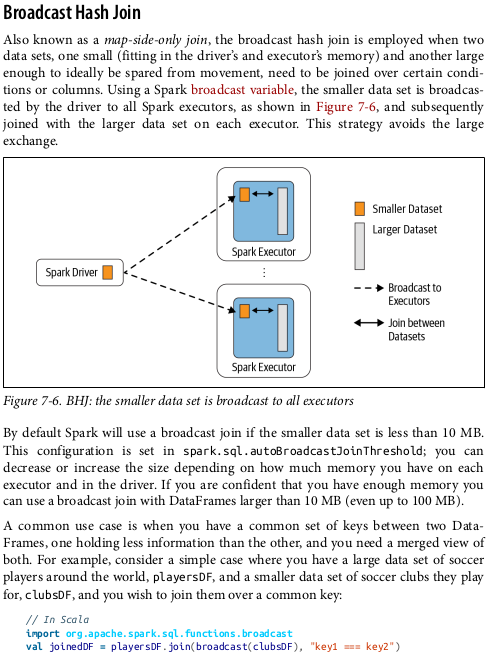 Broadcast Hash Join
Also known as a map-side-only join, the broadcast hash join is employed when two
data sets, one small (fitting in the driver's and executor's memory) and another large
enough to ideally be spared from movement, need to be joined over certain condi‐
tions or columns. Using a Spark broadcast variable, the smaller data set is broadcas‐
ted by the driver to all Spark executors, as shown in Figure 7-6, and subsequently
joined with the larger data set on each executor. This strategy avoids the large
exchange.
Spark Driver
Spark Executor
⋮
Spark Executor
Smaller Dataset
Larger Dataset
Broadcast to
Executors
Join between
Datasets
Figure 7-6. BHJ: the smaller data set is broadcast to all executors
By default Spark will use a broadcast join if the smaller data set is less than 10 MB.
This configuration is set in spark.sql.autoBroadcastJoinThreshold; you can
decrease or increase the size depending on how much memory you have on each
executor and in the driver. If you are confident that you have enough memory you
can use a broadcast join with DataFrames larger than 10 MB (even up to 100 MB).
A common use case is when you have a common set of keys between two Data‐
Frames, one holding less information than the other, and you need a merged view of
both. For example, consider a simple case where you have a large data set of soccer
players around the world, playersDF, and a smaller data set of soccer clubs they play
for, clubsDF, and you wish to join them over a common key:
// In Scala
import org.apache.spark.sql.functions.broadcast
val joinedDF = playersDF.join(broadcast(clubsDF), "key1 === key2")